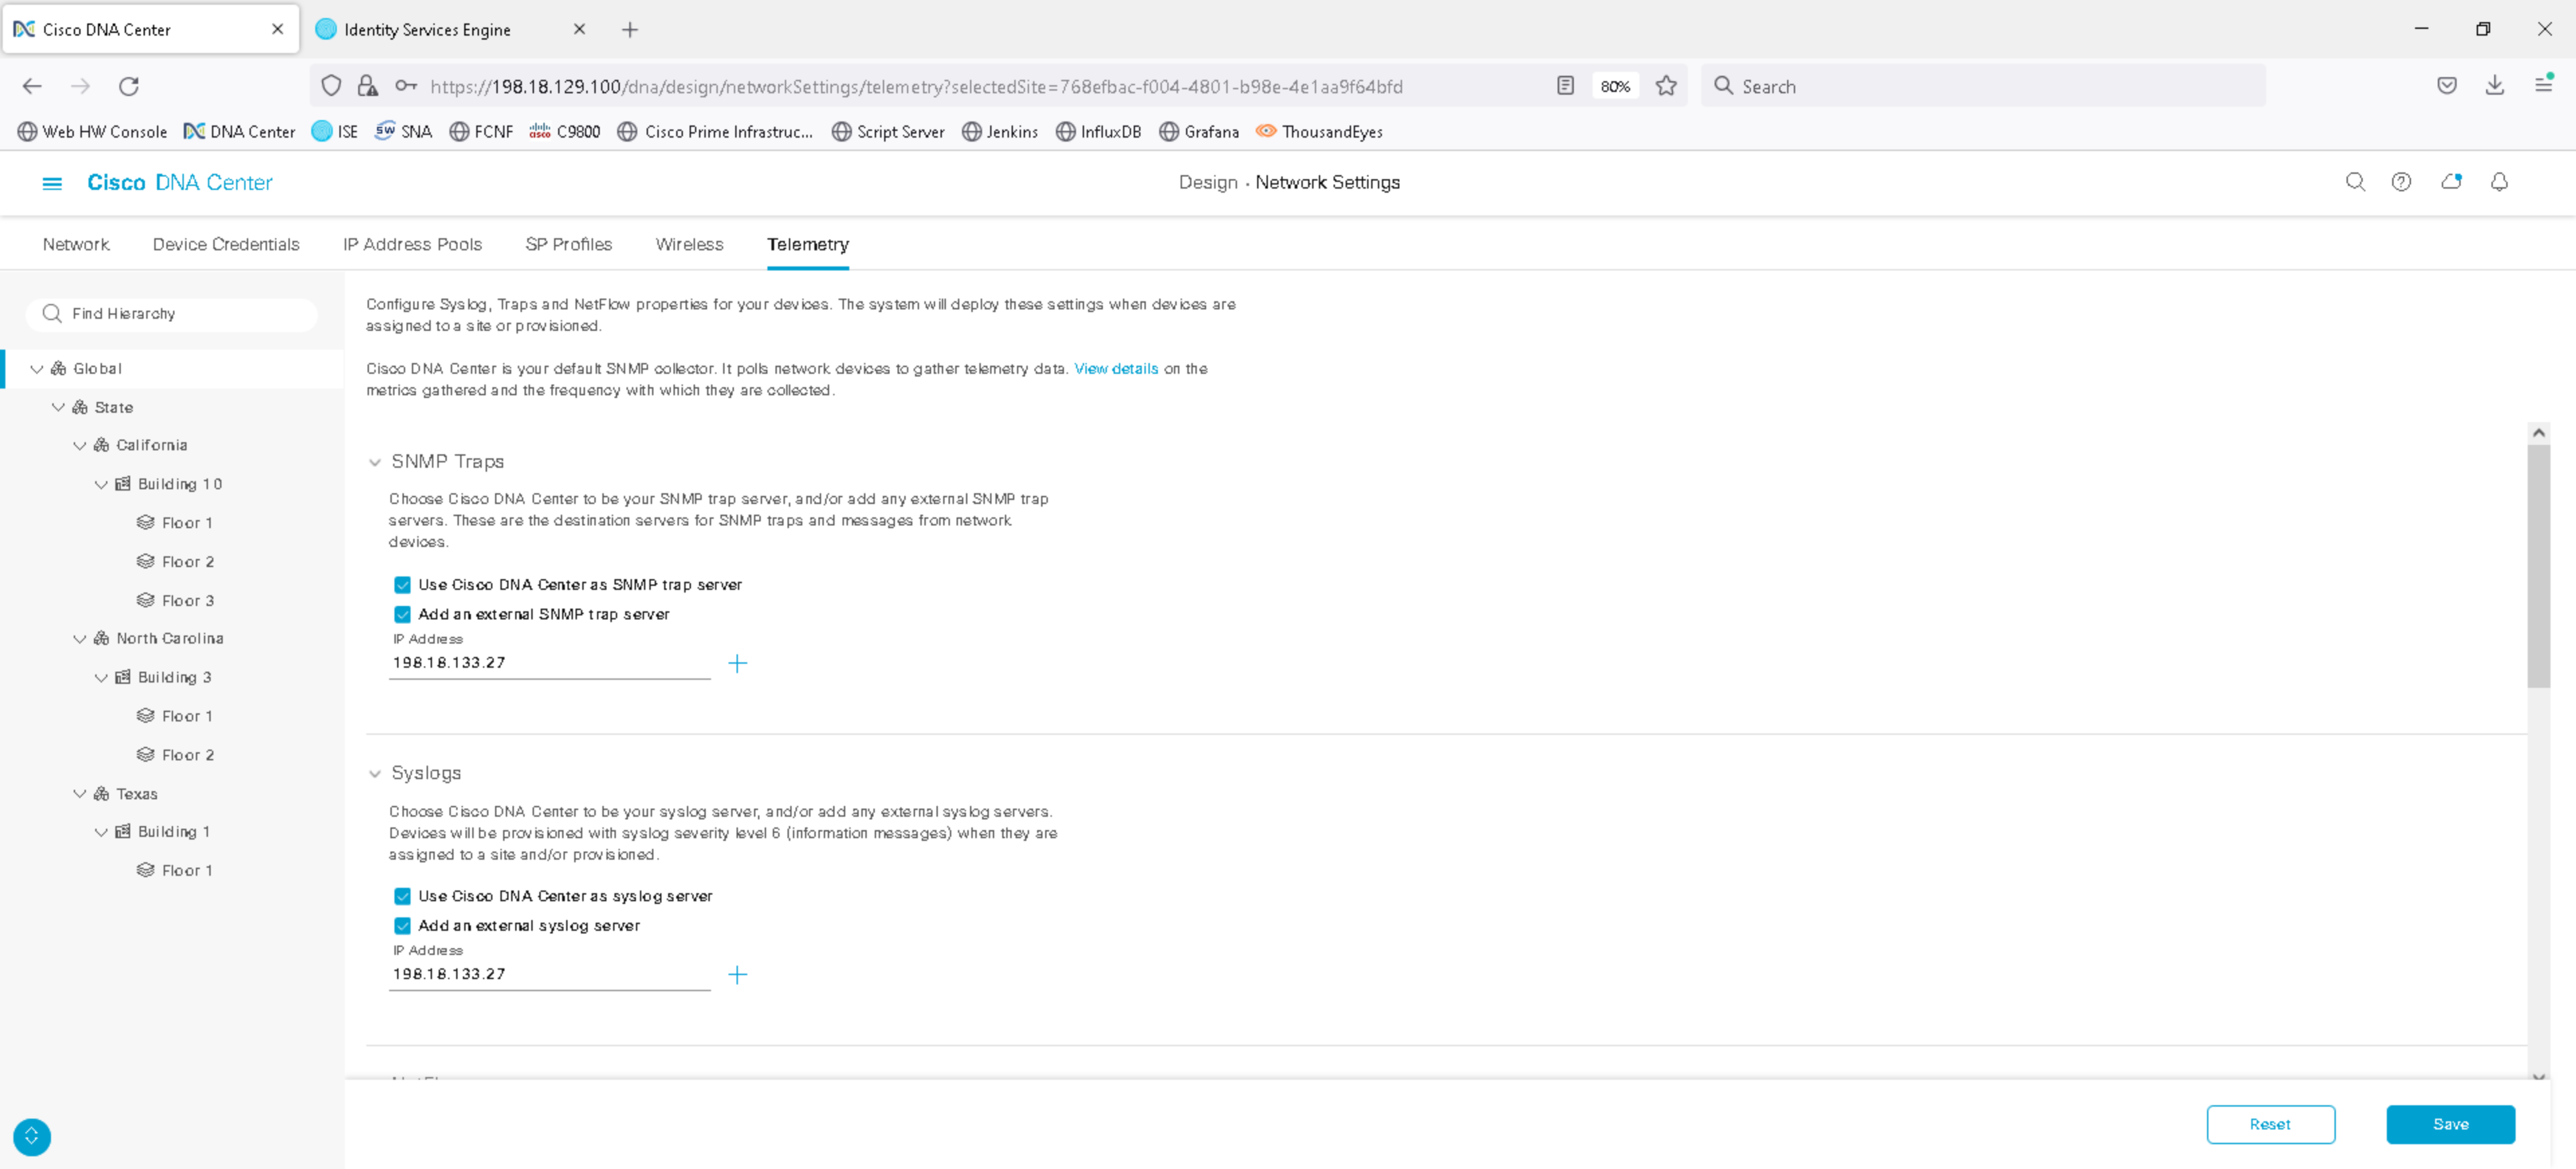 Cisco DNA Center
Identity Services Engine
https://198.18.129.100/dna/design/networkSettings/telemetry?selectedSite=768efbac-f004-4801-b98e-4e1aa9f64bfd
80%
Search
Web HW Console
DNA Center
ISE
SW SNA
FCNF
cisco C9800
Cisco Prime Infrastruc...
Script Server
Jenkins
InfluxDB
Grafana
ThousandEyes
Cisco DNA Center
Design · Network Settings
Network
Device Credentials
IP Address Pools
SP Profiles
Wireless
Telemetry
Find Hierarchy
Global
State
California
Building 10
Floor 1
Floor 2
Floor 3
North Carolina
Building 3
Floor 1
Floor 2
Texas
Building 1
Floor 1
Configure Syslog, Traps and NetFlow properties for your devices. The system will deploy these settings when devices are
assigned to a site or provisioned.
Cisco DNA Center is your default SNMP collector. It polls network devices to gather telemetry data. View details on the
metrics gathered and the frequency with which they are collected.
SNMP Traps
Choose Cisco DNA Center to be your SNMP trap server, and/or add any external SNMP trap
servers. These are the destination servers for SNMP traps and messages from network
devices.
Use Cisco DNA Center as SNMP trap server
Add an external SNMP trap server
IP Address
198.18.133.27
Syslogs
Choose Cisco DNA Center to be your syslog server, and/or add any external syslog servers.
Devices will be provisioned with syslog severity level 6 (information messages) when they are
assigned to a site and/or provisioned.
Use Cisco DNA Center as syslog server
Add an external syslog server
IP Address
198.18.133.27
Reset
Save